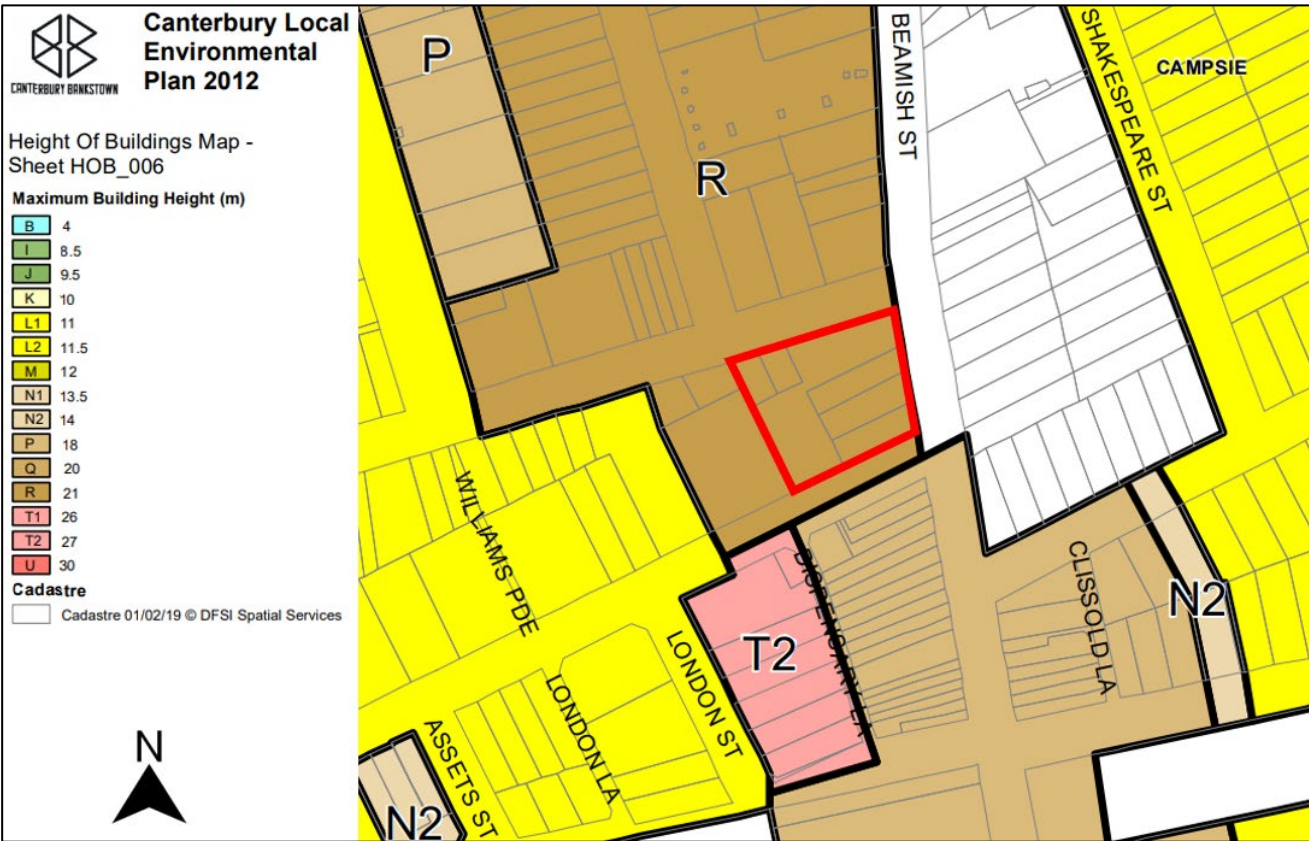 CANTERBURY BANKSTOWN
Canterbury Local
Environmental
Plan 2012
Height Of Buildings Map -
Sheet HOB_006
Maximum Building Height (m)
B 4
I 8.5
J 9.5
K 10
L1 11
L2 11.5
M 12
N1 13.5
N2 14
P 18
Q 20
R 21
T1 26
T2 27
U 30
Cadastre
Cadastre 01/02/19 © DFSI Spatial Services
N
P
R
BEAMISH ST
SHAKESPEARE ST
CAMPSIE
WILLIAMS PDE
LONDON ST
LONDON LA
ASSETS ST
T2
DISPENSARY LA
CLISSOLD LA
N2
N2